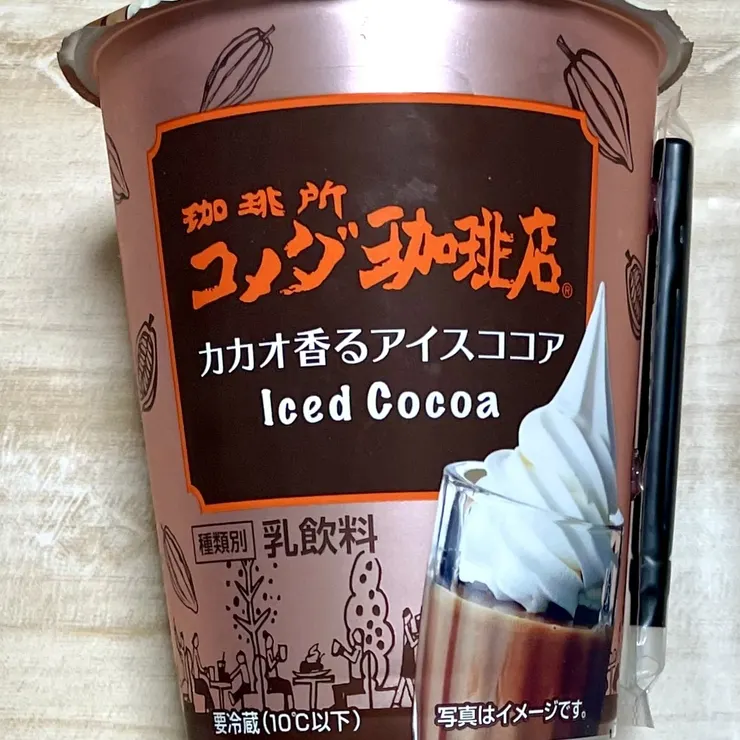 珈琲所
コメダ珈琲店®
カカオ香るアイスココア
Iced Cocoa
種類別 乳飲料
要冷蔵(10℃以下)
写真はイメージです。